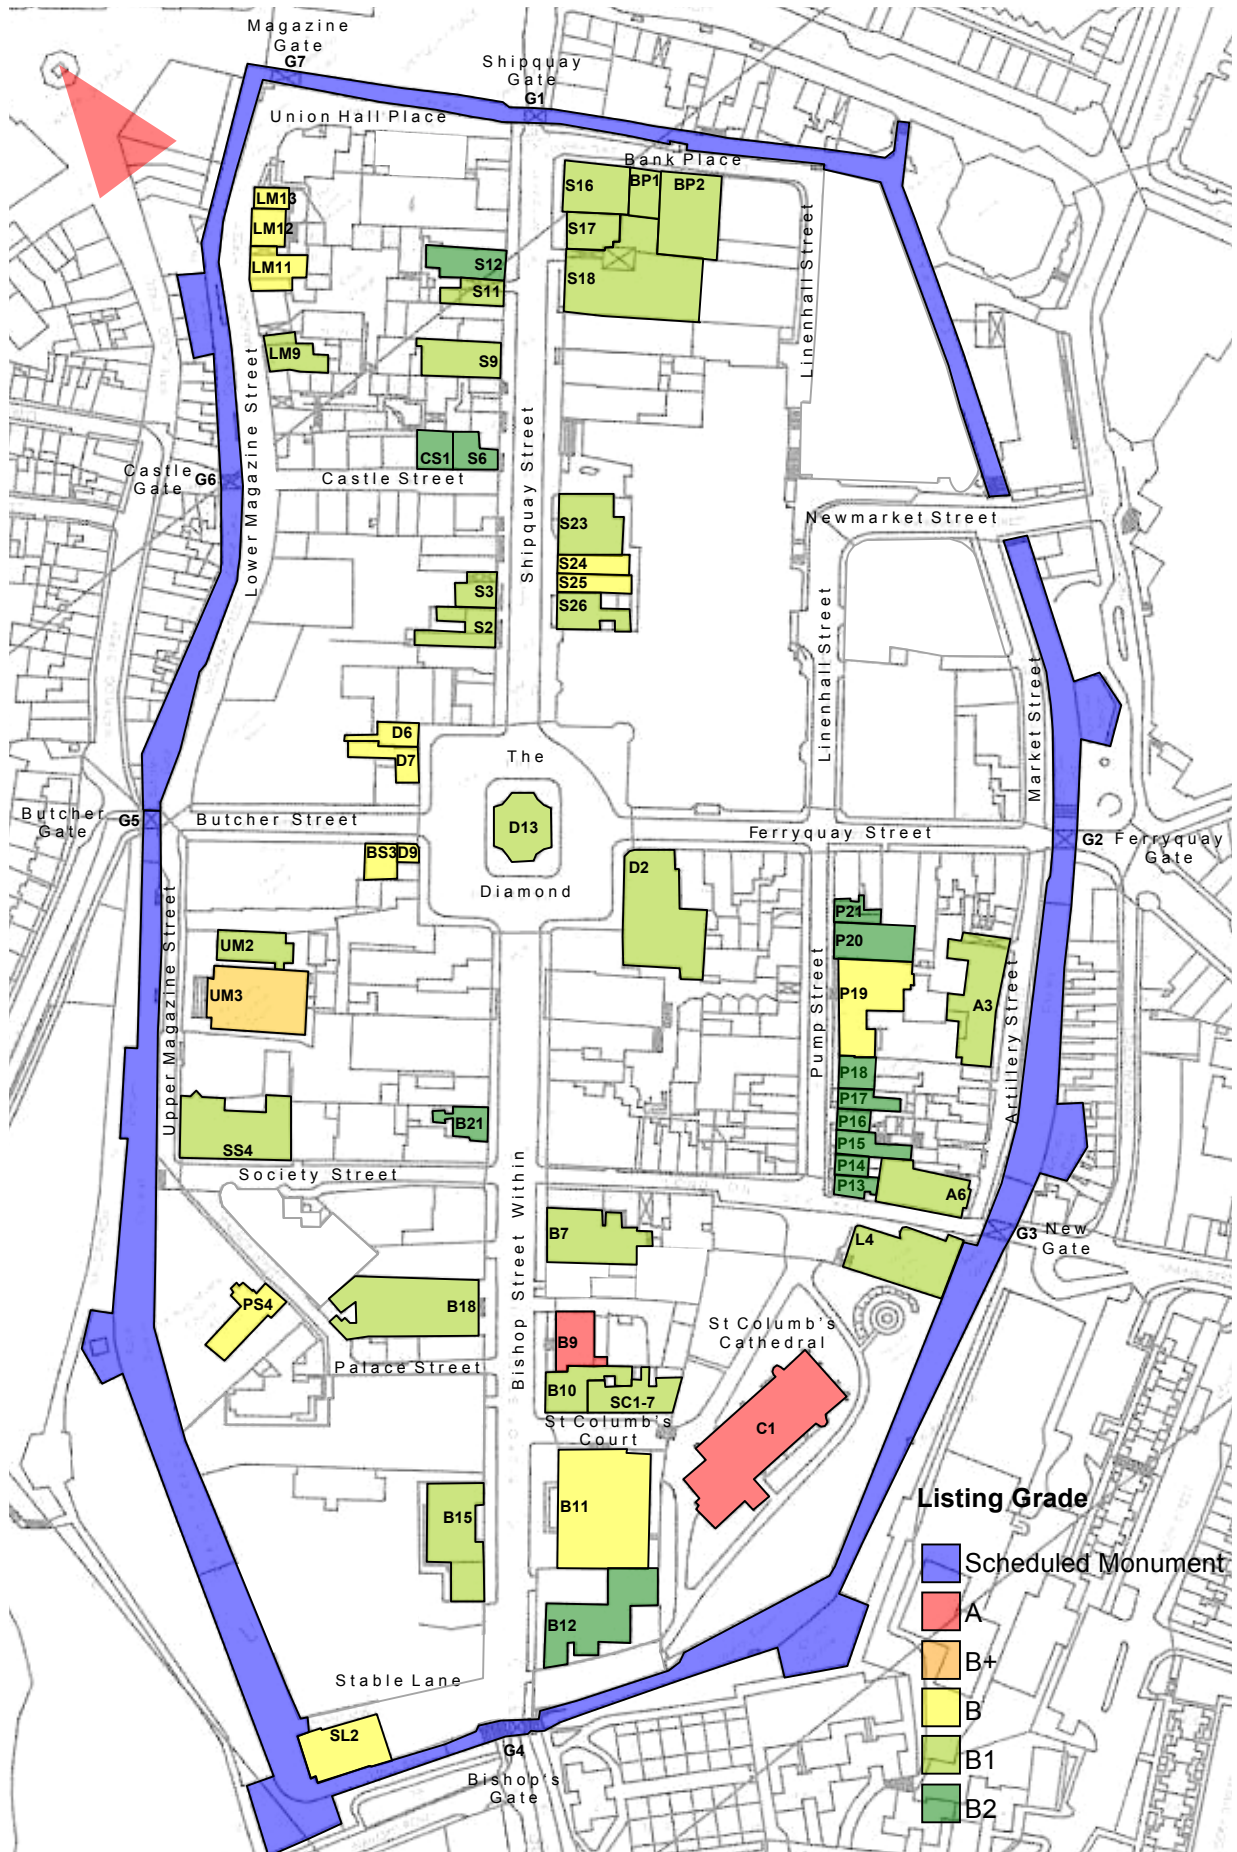 Magazine
Gate
G7
Shipquay
Gate
G1
Union Hall Place
Bank Place
S16
BP1
BP2
LM13
LM12
S17
LM11
S12
S18
S11
Linenhall Street
LM9
S9
Lower Magazine Street
Shipquay Street
CS1
S6
Castle
Gate
G6
Castle Street
S23
Newmarket Street
S24
S25
S3
S26
S2
Linenhall Street
Market Street
D6
D7
The
Diamond
D13
Butcher
Gate
G5
Butcher Street
Ferryquay Street
G2
Ferryquay
Gate
BS3
D9
D2
P21
UM2
P20
Upper Magazine Street
UM3
P19
A3
Pump Street
Artillery Street
P18
P17
B21
P16
P15
SS4
P14
Society Street
P13
A6
Bishop Street Within
B7
L4
G3
New
Gate
PS4
B18
B9
St Columb's
Cathedral
Palace Street
B10
SC1-7
St Columb's
Court
C1
B11
B15
B12
Stable Lane
SL2
G4
Bishop's
Gate
Listing Grade
Scheduled Monument
A
B+
B
B1
B2